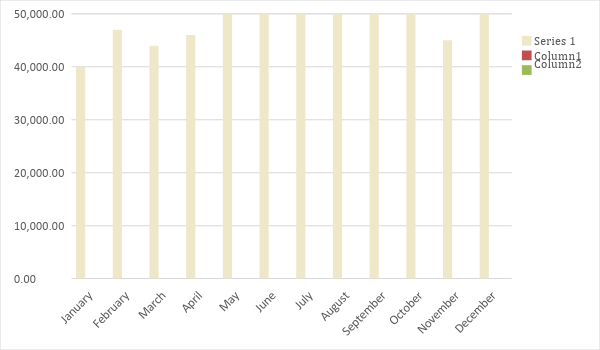 50,000.00
40,000.00
30,000.00
20,000.00
10,000.00
0.00
January
February
March
April
May
June
July
August
September
October
November
December
Series 1
Column1
Column2